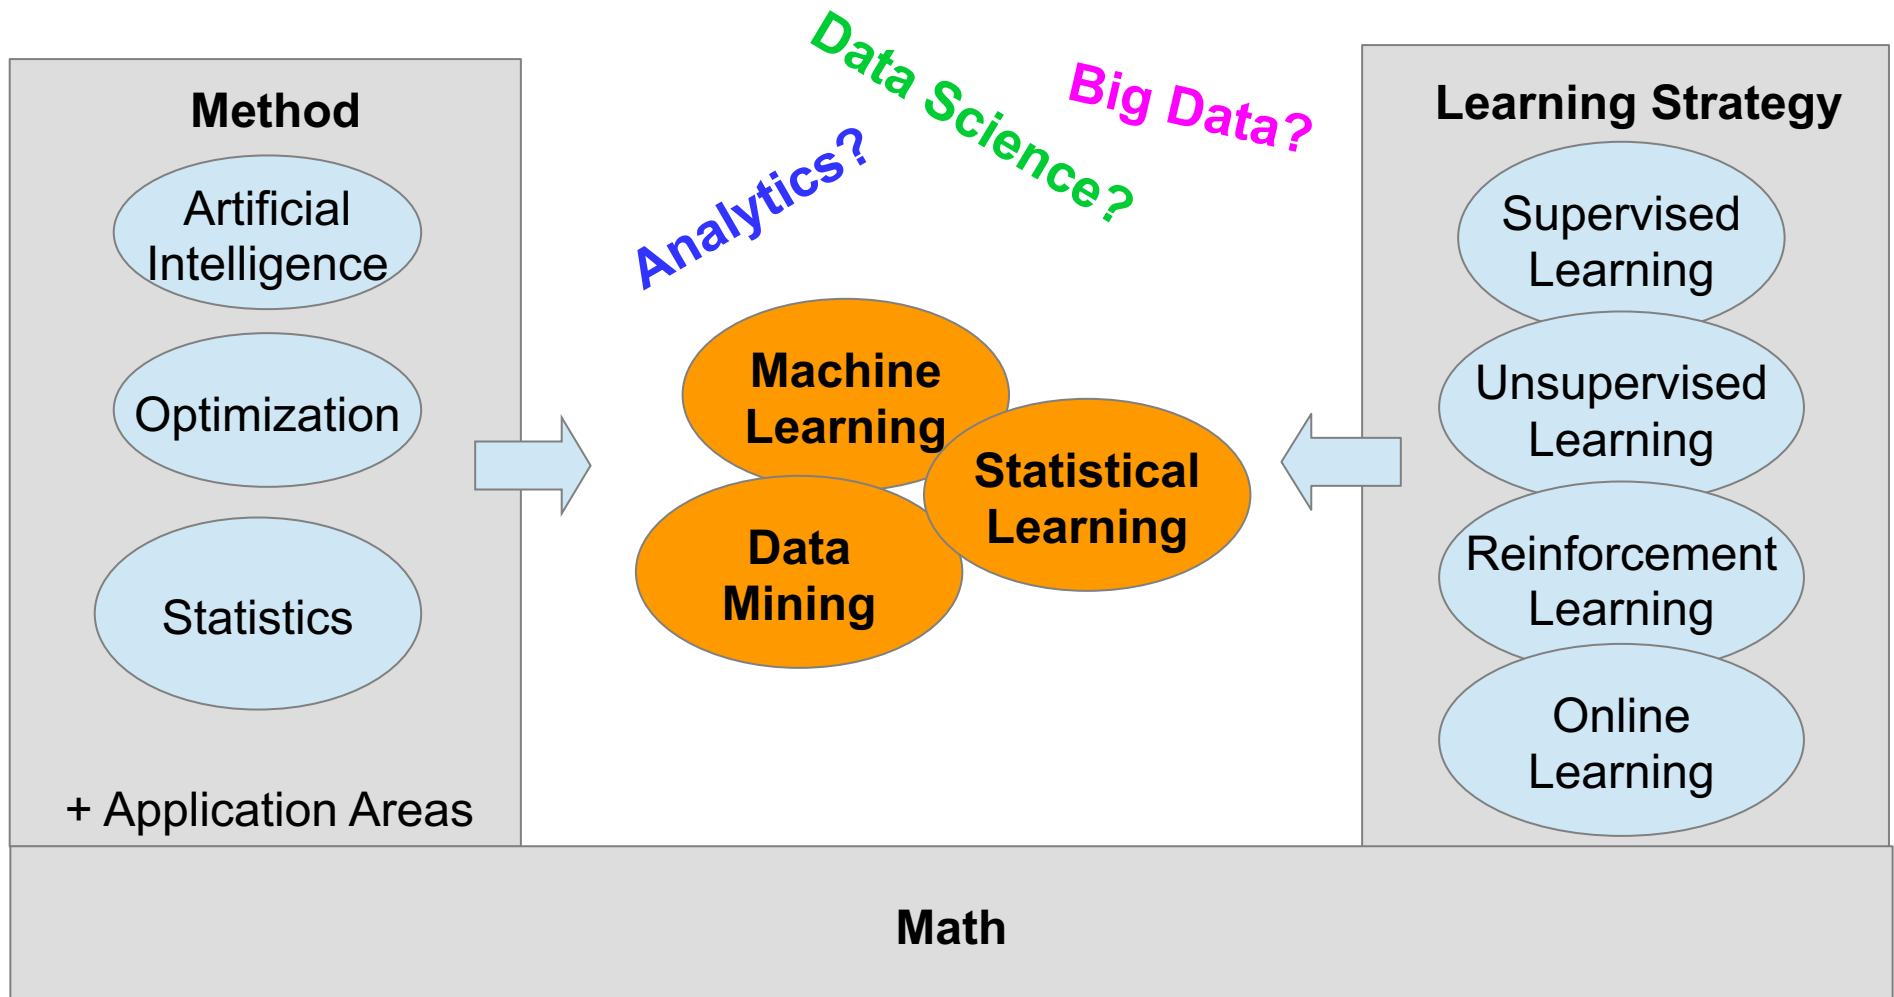 Method
Artificial
Intelligence
Optimization
Statistics
+ Application Areas
Analytics?
Data Science?
Big Data?
Machine
Learning
Statistical
Learning
Data
Mining
Learning Strategy
Supervised
Learning
Unsupervised
Learning
Reinforcement
Learning
Online
Learning
Math